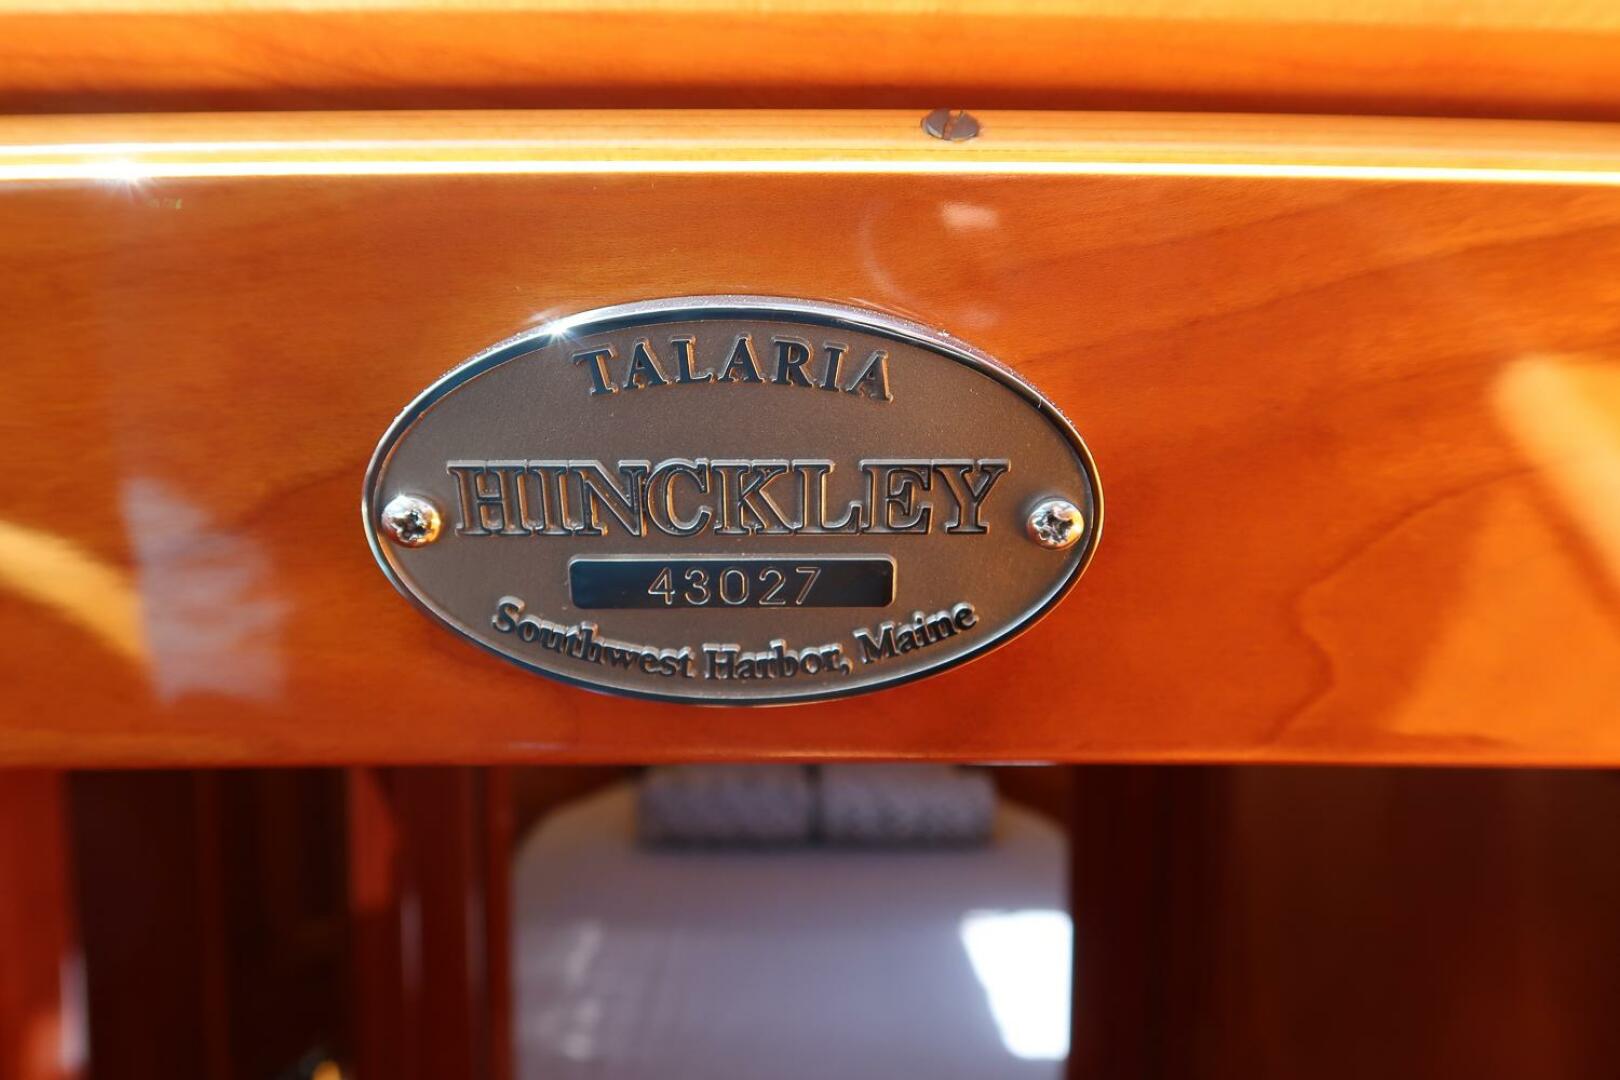 TALARIA
HINCKLEY
43027
Southwest Harbor, Maine